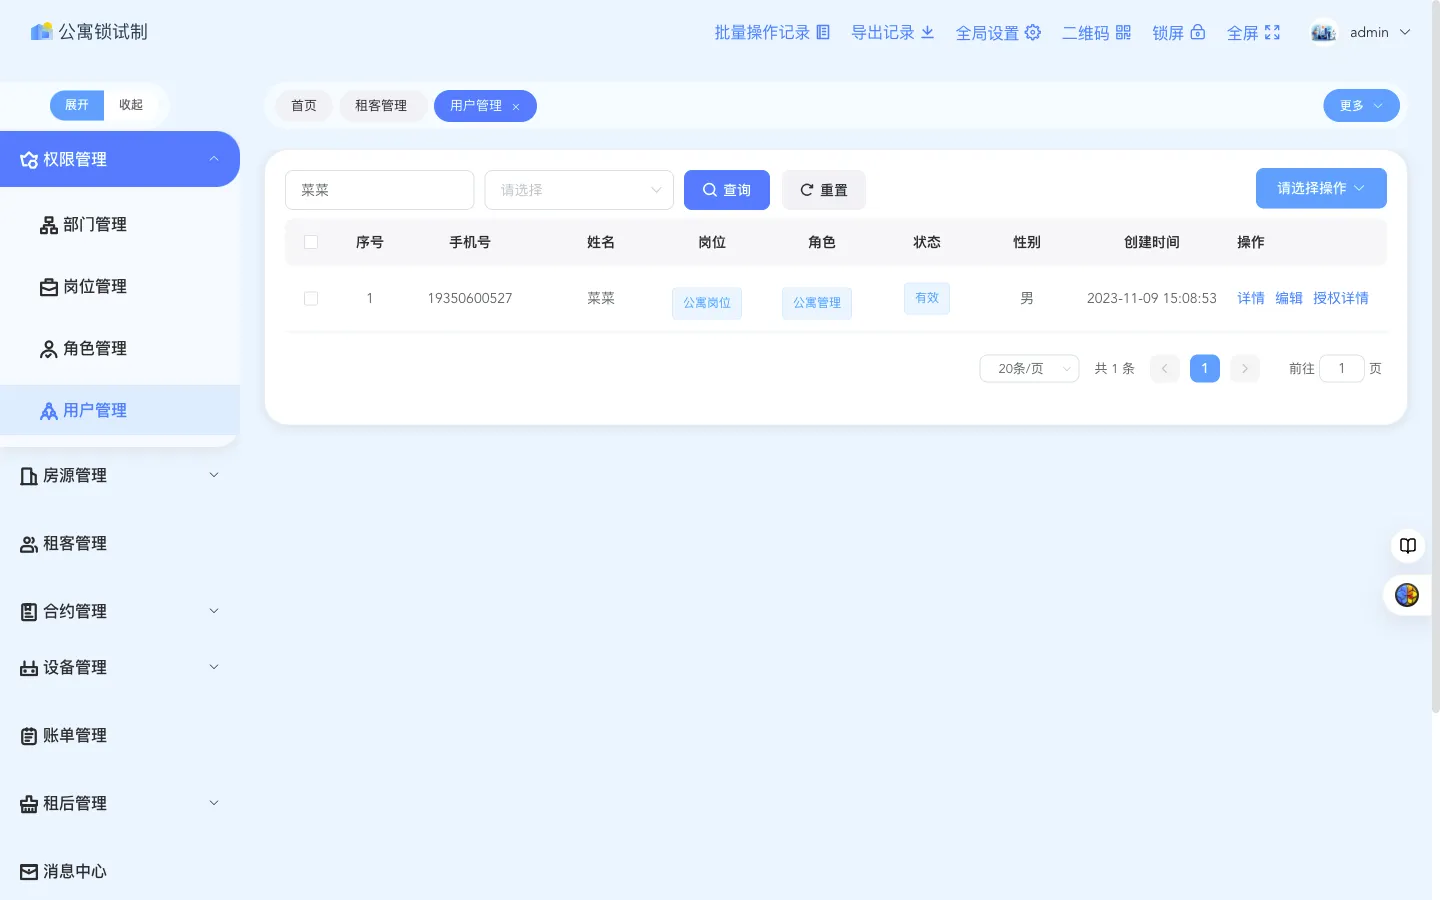 公寓锁试制
批量操作记录 导出记录 全局设置 二维码 锁屏 全屏 admin
展开 收起
首页 租客管理 用户管理 × 更多
权限管理
部门管理
岗位管理
角色管理
用户管理
房源管理
租客管理
合约管理
设备管理
账单管理
租后管理
消息中心
菜菜 请选择 查询 重置 请选择操作
序号 手机号 姓名 岗位 角色 状态 性别 创建时间 操作
1 19350600527 菜菜 公寓岗位 公寓管理 有效 男 2023-11-09 15:08:53 详情 编辑 授权详情
20条/页 共 1 条 1 前往 1 页